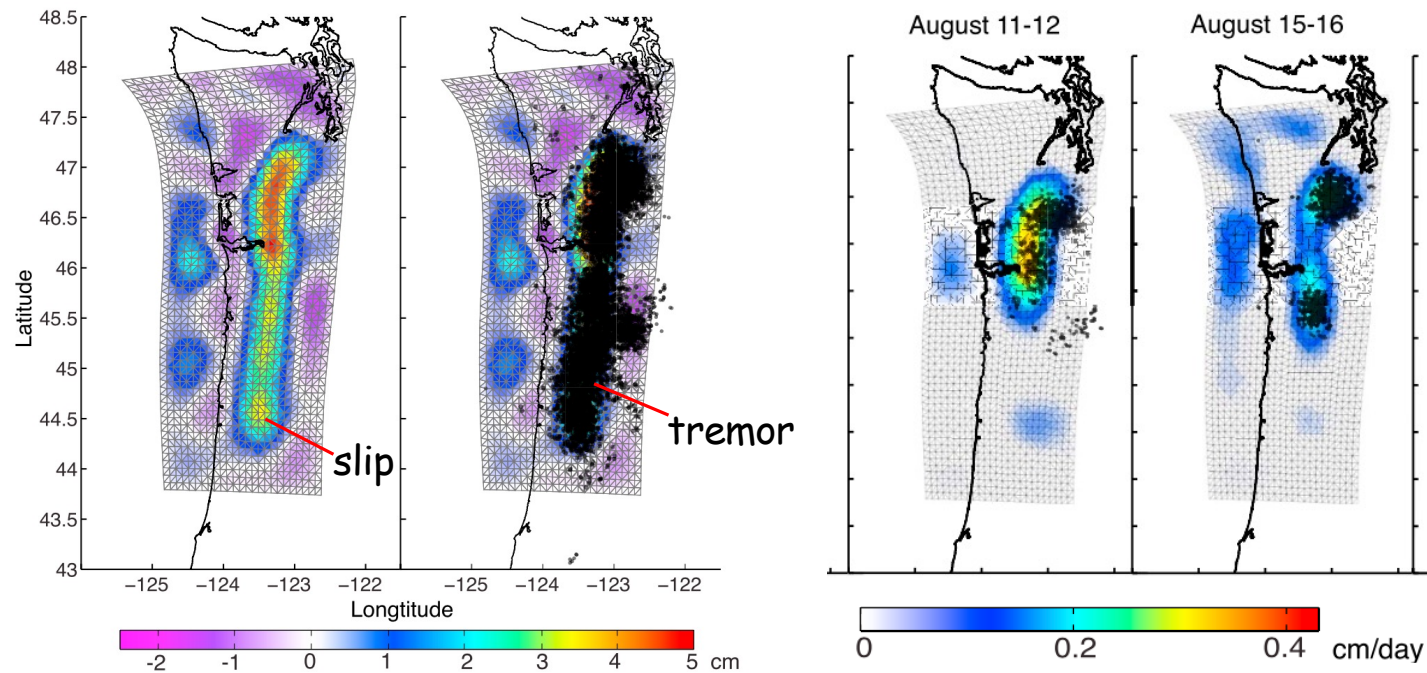 August 11-12
August 15-16
48.5
48
47.5
47
46.5
46
45.5
45
44.5
44
43.5
43
Latitude
slip
tremor
−125 −124 −123 −122
−125 −124 −123 −122
Longtitude
-2 -1 0 1 2 3 4 5 cm
0 0.2 0.4 cm/day